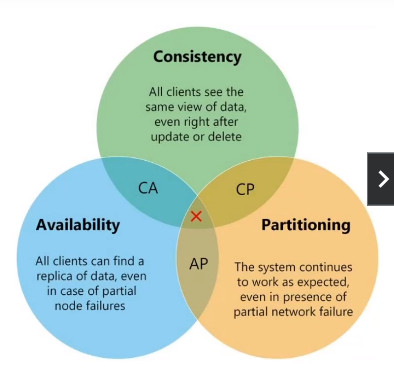 Consistency
All clients see the
same view of data,
even right after
update or delete
CA
CP
Availability
All clients can find a
replica of data, even
in case of partial
node failures
AP
Partitioning
The system continues
to work as expected,
even in presence of
partial network failure